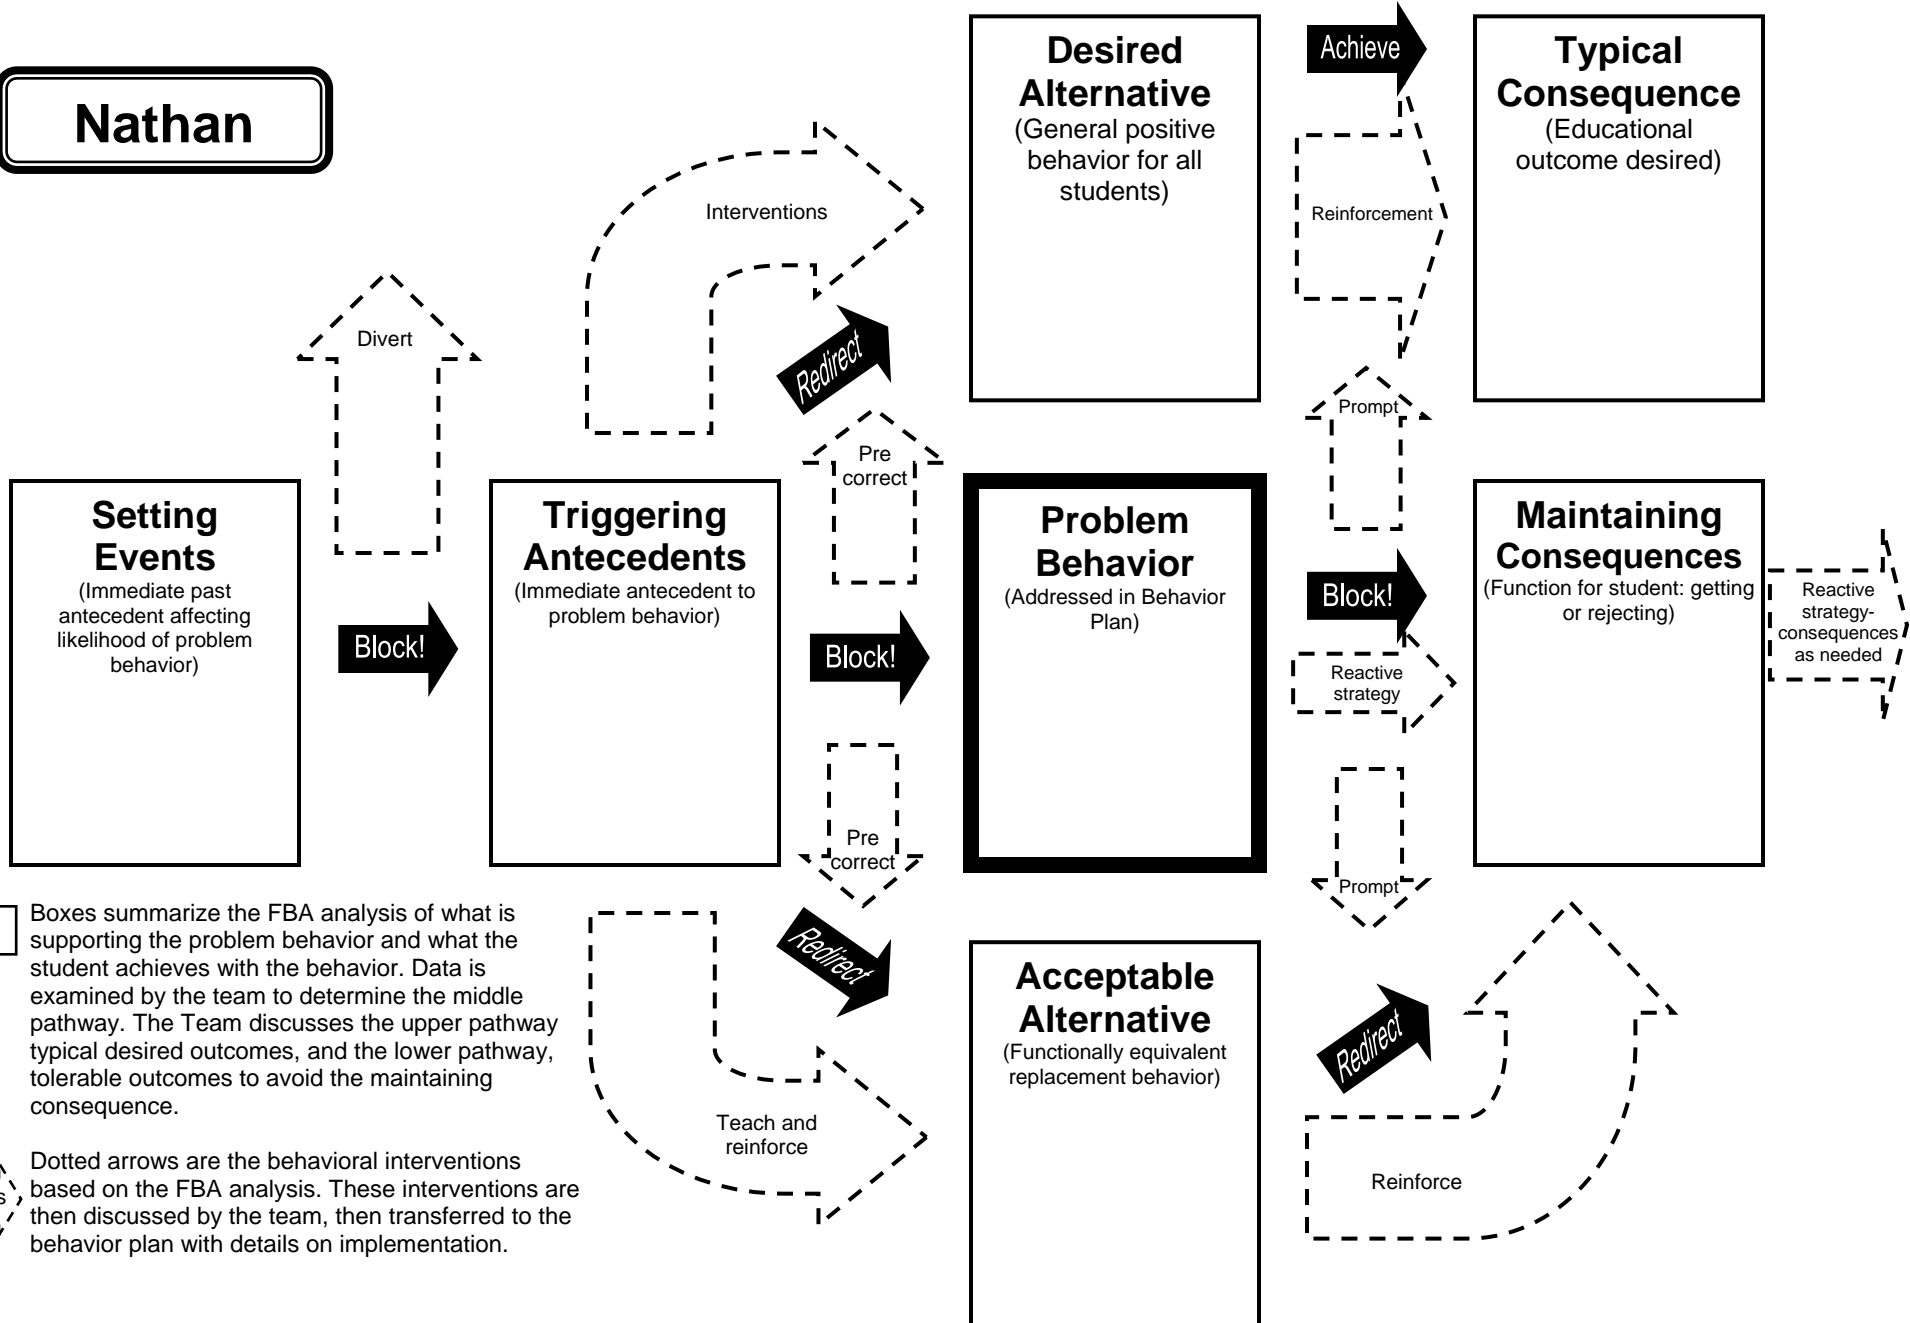 Nathan
Desired
Alternative
(General positive
behavior for all
students)
Achieve
Typical
Consequence
(Educational
outcome desired)
Interventions
Reinforcement
Divert
Redirect
Prompt
Pre
correct
Setting
Events
(Immediate past
antecedent affecting
likelihood of problem
behavior)
Block!
Triggering
Antecedents
(Immediate antecedent to
problem behavior)
Block!
Problem
Behavior
(Addressed in Behavior
Plan)
Block!
Reactive
strategy
Maintaining
Consequences
(Function for student: getting
or rejecting)
Reactive
strategy-
consequences
as needed
Pre
correct
Prompt
Redirect
Boxes summarize the FBA analysis of what is
supporting the problem behavior and what the
student achieves with the behavior. Data is
examined by the team to determine the middle
pathway. The Team discusses the upper pathway
typical desired outcomes, and the lower pathway,
tolerable outcomes to avoid the maintaining
consequence.
Acceptable
Alternative
(Functionally equivalent
replacement behavior)
Redirect
Teach and
reinforce
Reinforce
s
Dotted arrows are the behavioral interventions
based on the FBA analysis. These interventions are
then discussed by the team, then transferred to the
behavior plan with details on implementation.